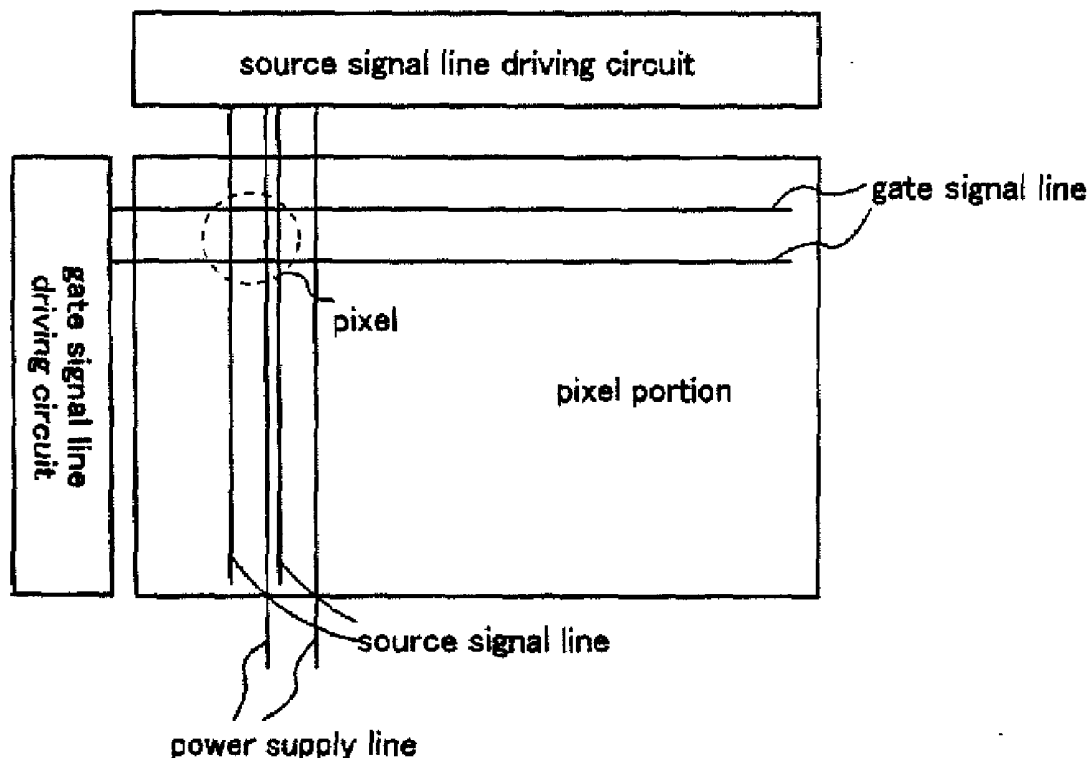 source signal line driving circuit
gate signal line
gate signal line
driving circuit
pixel
pixel portion
source signal line
power supply line